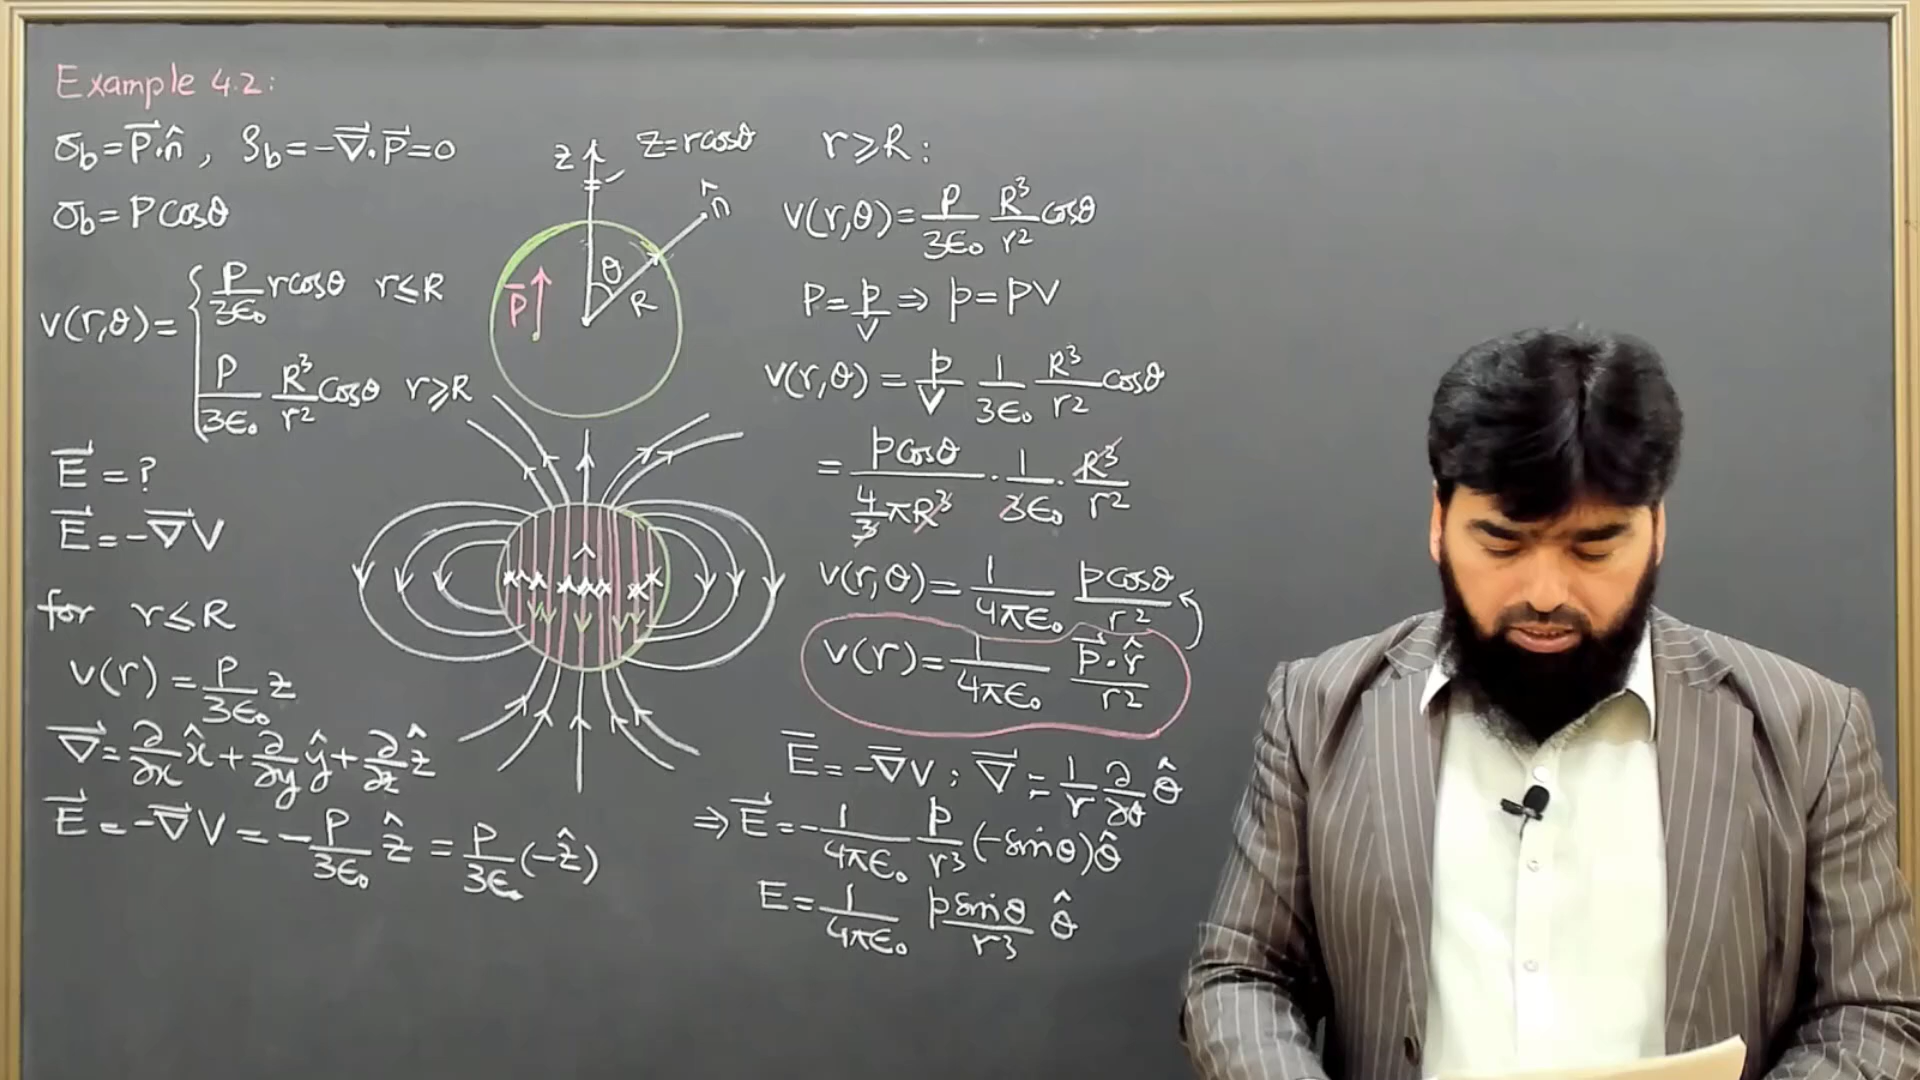 Example 4.2:
σb = P⃗·n̂ , ρb = -∇⃗·P⃗ = 0
σb = P cosθ
V(r,θ) = { P/3ϵ₀ r cosθ r ≤ R
P/3ϵ₀ R³/r² Cosθ r ≥ R
E⃗ = ?
E⃗ = -∇⃗V
for r ≤ R
V(r) = P/3ϵ₀ z
∇⃗ = ∂/∂x x̂ + ∂/∂y ŷ + ∂/∂z ẑ
E⃗ = -∇⃗V = -P/3ϵ₀ ẑ = P/3ϵ₀ (-ẑ)
z
z = r cosθ
n̂
θ
R
P⃗
r ≥ R :
V(r,θ) = P/3ϵ₀ R³/r² cosθ
P = p/V ⇒ p = PV
V(r,θ) = p/V 1/3ϵ₀ R³/r² cosθ
= p cosθ / 4/3 πR³ · 1/3ϵ₀ · R³/r²
V(r,θ) = 1/4πϵ₀ p cosθ/r²
V(r) = 1/4πϵ₀ p⃗·r̂/r²
E⃗ = -∇⃗V ; ∇⃗ = 1/r ∂/∂θ θ̂
⇒ E⃗ = -1/4πϵ₀ p/r³ (-sinθ) θ̂
E = 1/4πϵ₀ p sinθ/r³ θ̂